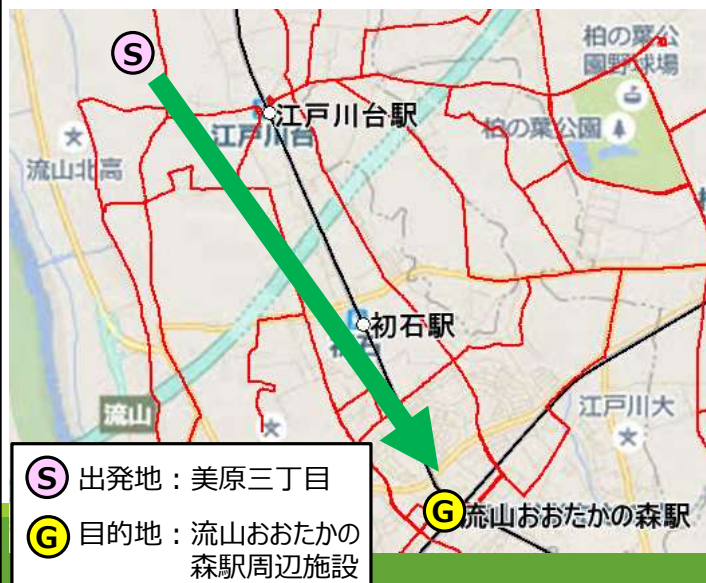 柏の葉公
園野球場
S
江戸川台駅
江戸川台
柏の葉公園
流山北高
初石駅
流山
江戸川大
G
流山おおたかの森駅
S 出発地：美原三丁目
G 目的地：流山おおたかの
森駅周辺施設